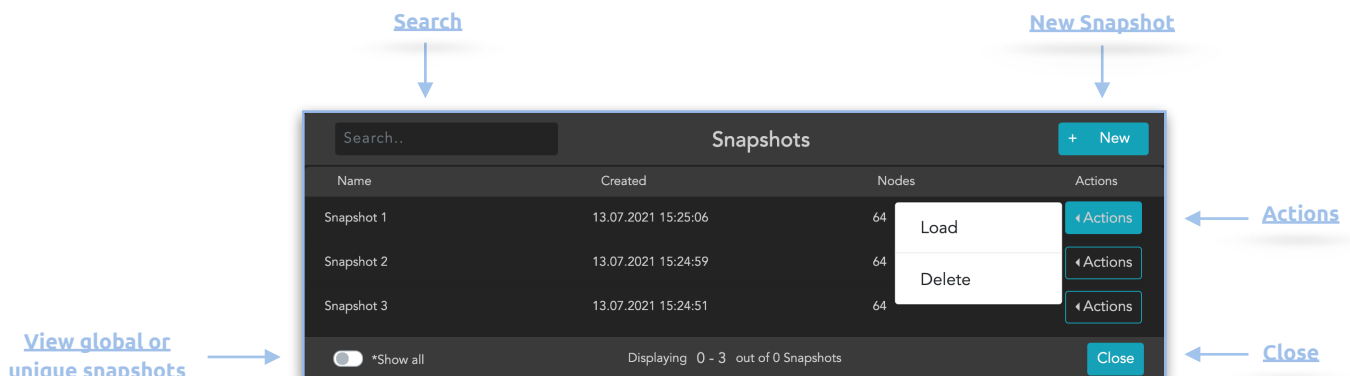 Search
New Snapshot
Search..
Snapshots
+ New
Name Created Nodes Actions
Snapshot 1 13.07.2021 15:25:06 64 Actions
Load
Actions
Snapshot 2 13.07.2021 15:24:59 64 Actions
Delete
Snapshot 3 13.07.2021 15:24:51 64 Actions
View global or
unique snapshots
*Show all
Displaying 0 - 3 out of 0 Snapshots
Close
Close